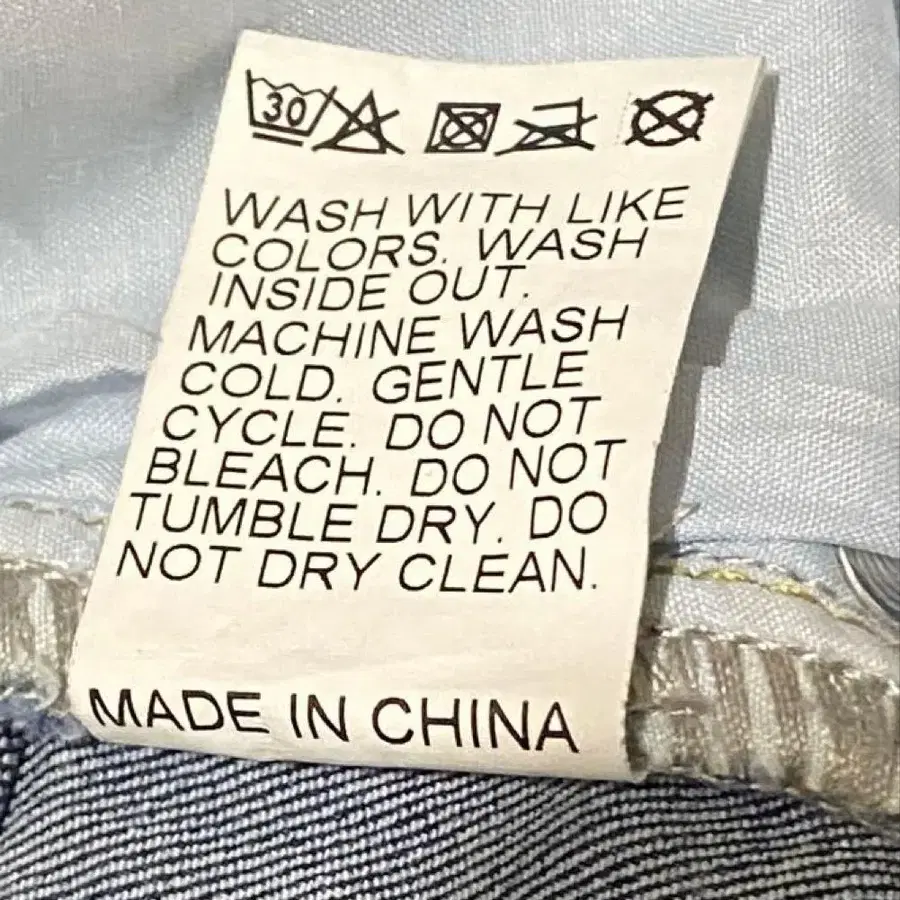 30
WASH WITH LIKE
COLORS. WASH
INSIDE OUT.
MACHINE WASH
COLD. GENTLE
CYCLE. DO NOT
BLEACH. DO NOT
TUMBLE DRY. DO
NOT DRY CLEAN.
MADE IN CHINA